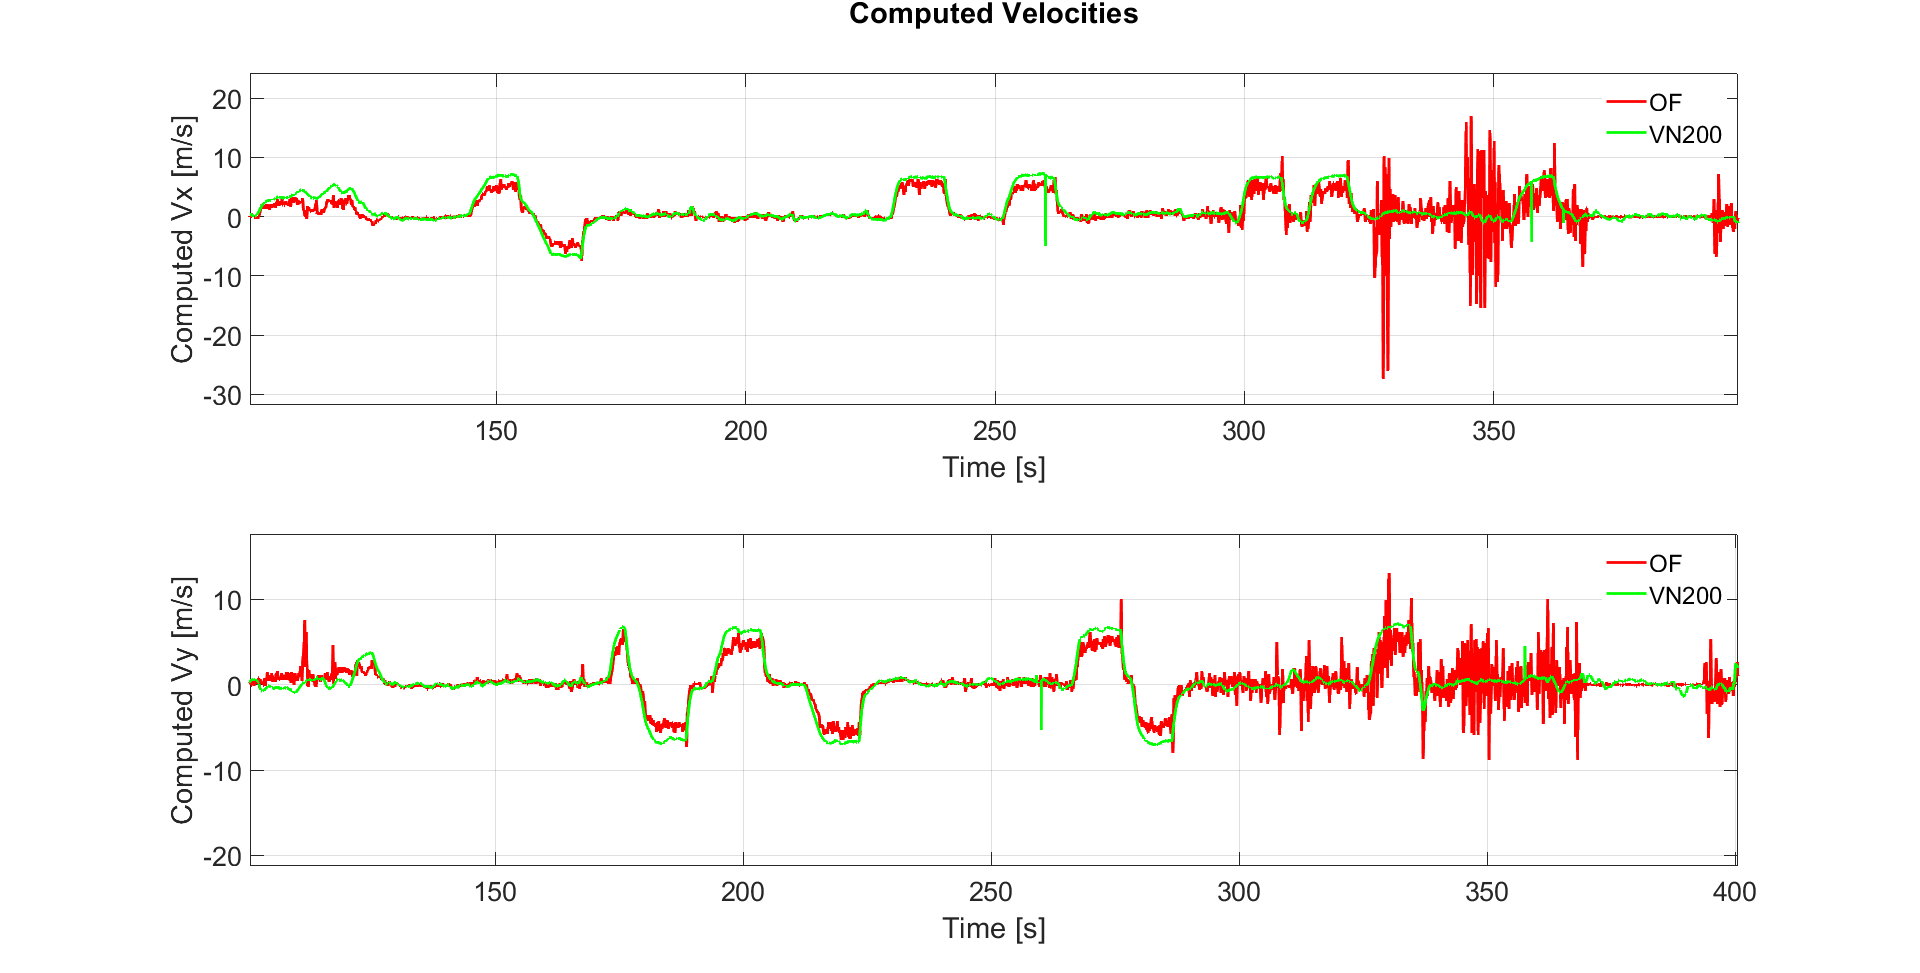 Computed Velocities
20
10
0
-10
-20
-30
Computed Vx [m/s]
OF
VN200
150
200
250
300
350
Time [s]
10
0
-10
-20
Computed Vy [m/s]
OF
VN200
150
200
250
300
350
400
Time [s]